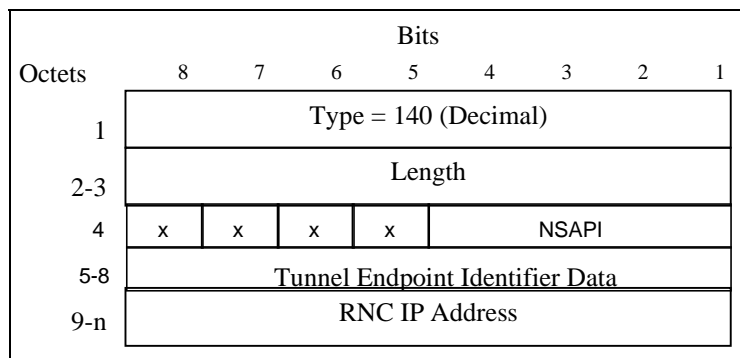 Bits
Octets 8 7 6 5 4 3 2 1
1 Type = 140 (Decimal)
2-3 Length
4 x x x x NSAPI
5-8 Tunnel Endpoint Identifier Data
9-n RNC IP Address